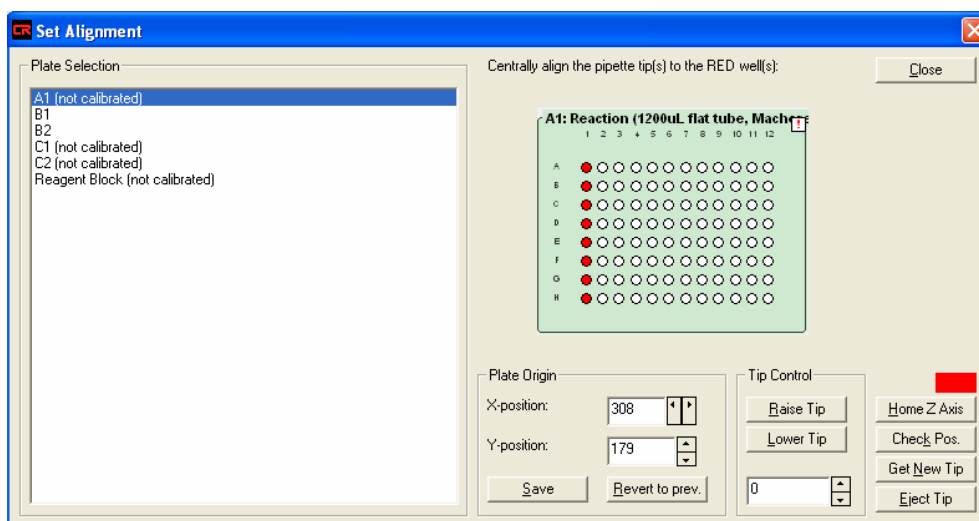 CR Set Alignment
Plate Selection
A1 (not calibrated)
B1
B2
C1 (not calibrated)
C2 (not calibrated)
Reagent Block (not calibrated)
Centrally align the pipette tip(s) to the RED well(s):
Close
A1: Reaction (1200uL flat tube, Mache
!
1 2 3 4 5 6 7 8 9 10 11 12
A
B
C
D
E
F
G
H
Plate Origin
X-position: 308
Y-position: 179
Save Revert to prev.
Tip Control
Raise Tip
Lower Tip
0
Home Z Axis
Check Pos.
Get New Tip
Eject Tip